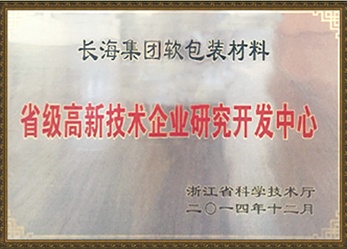 长海集团软包装材料
省级高新技术企业研究开发中心
浙江省科学技术厅
二〇一四年十二月